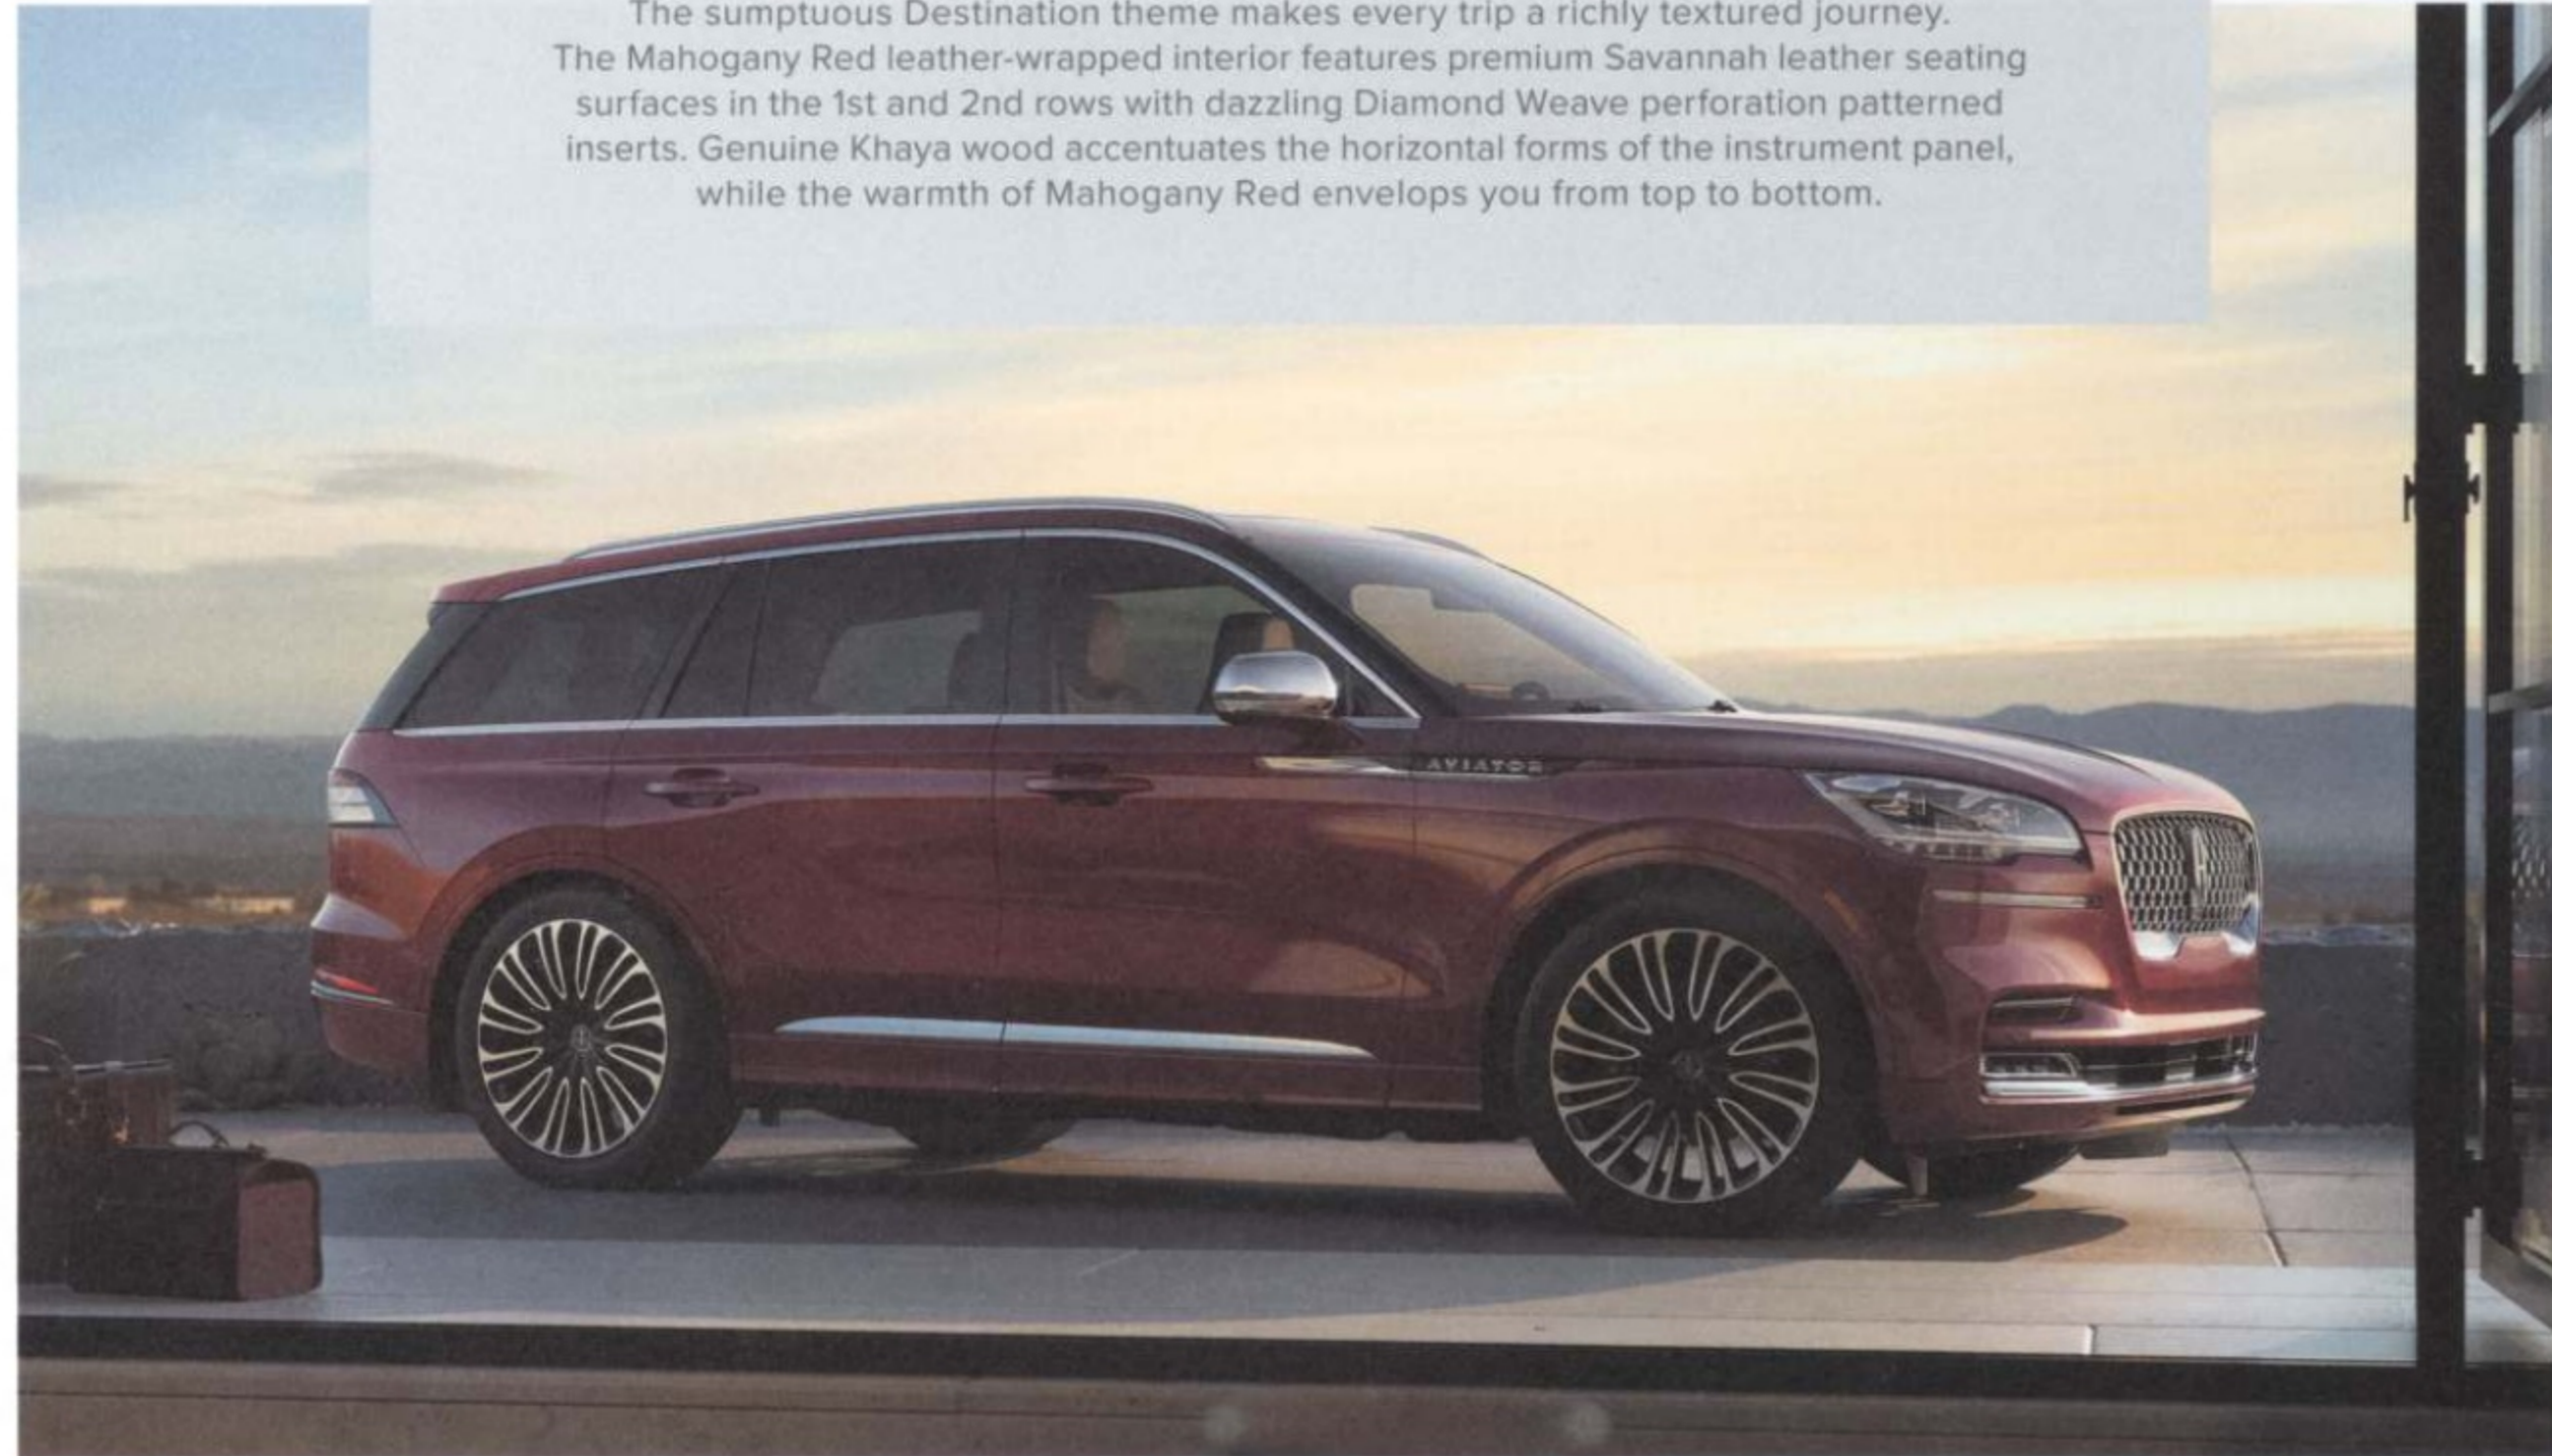 The sumptuous Destination theme makes every trip a richly textured journey.
The Mahogany Red leather-wrapped interior features premium Savannah leather seating
surfaces in the 1st and 2nd rows with dazzling Diamond Weave perforation patterned
inserts. Genuine Khaya wood accentuates the horizontal forms of the instrument panel,
while the warmth of Mahogany Red envelops you from top to bottom.
AVIATOR